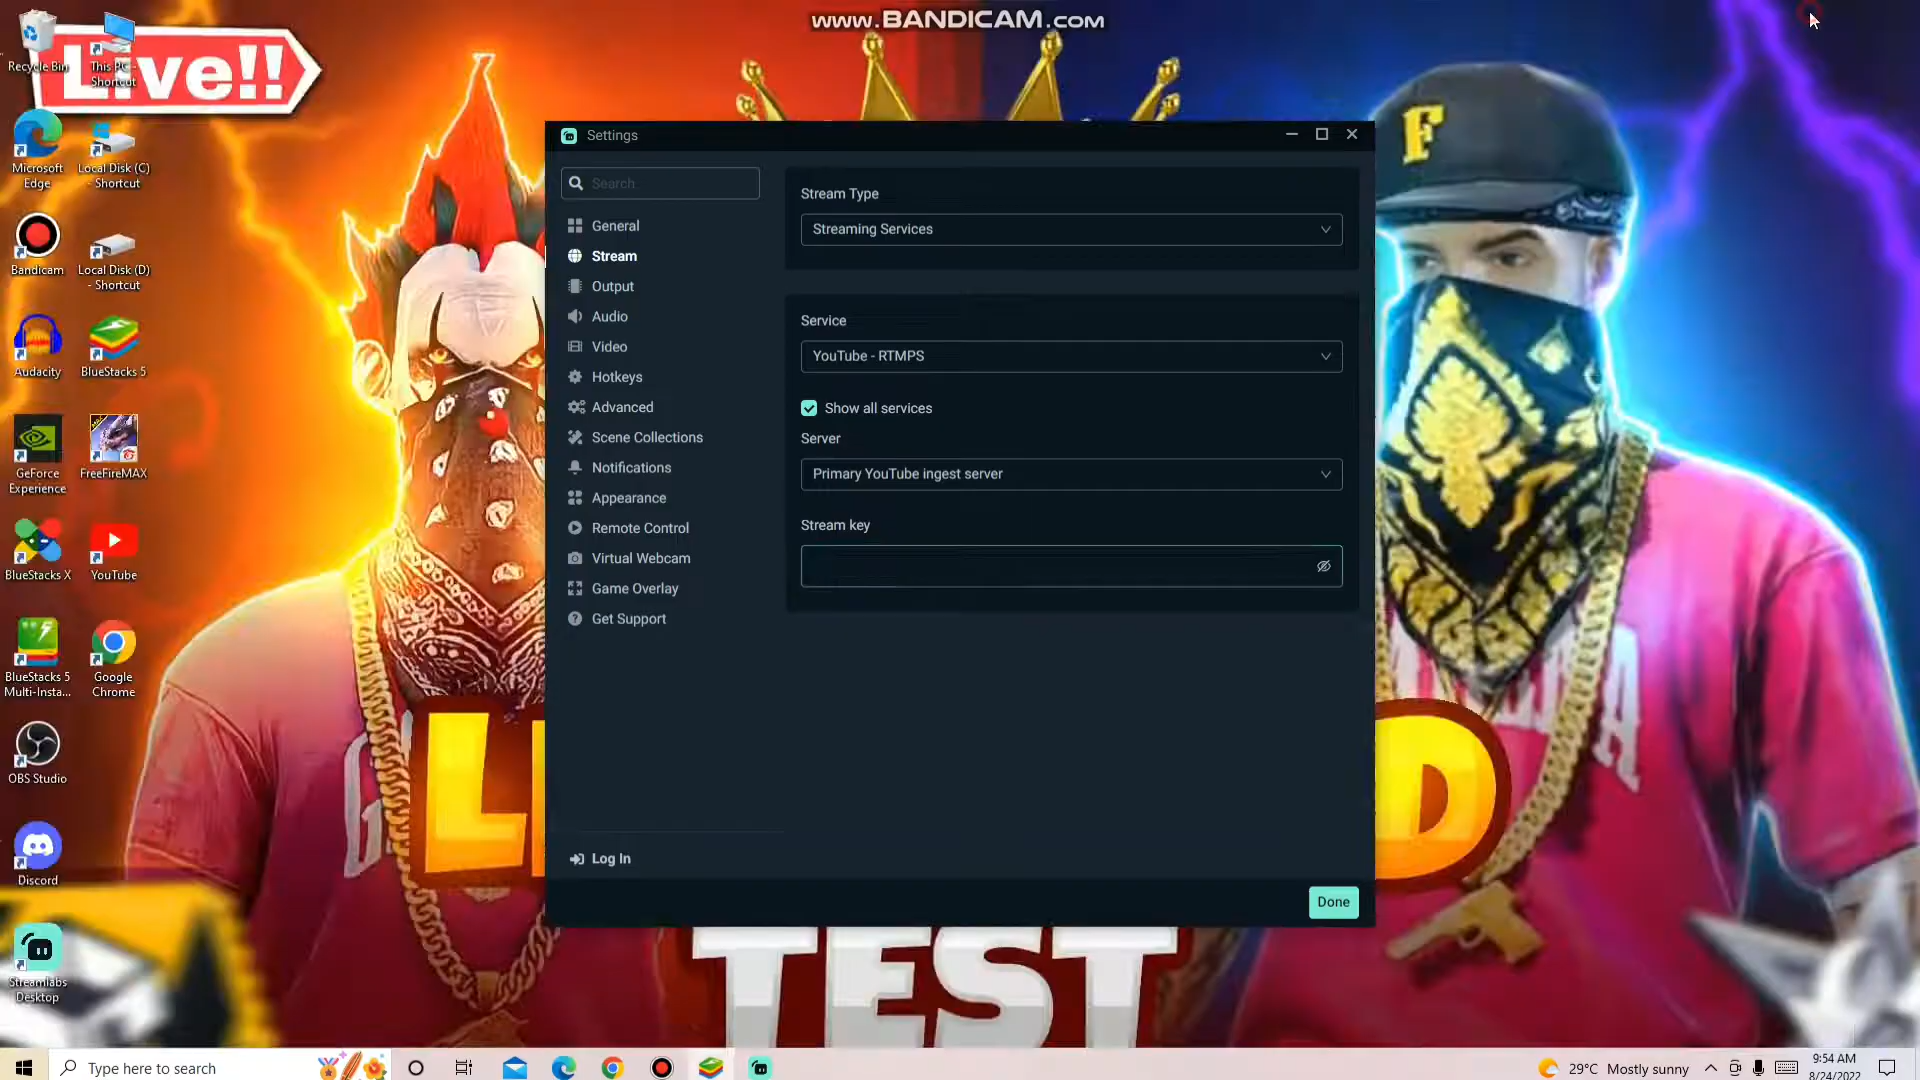 www.BANDICAM.com
Live!!
Recycle Bin
This PC -
Shortcut
Microsoft
Edge
Local Disk (C)
- Shortcut
Bandicam
Local Disk (D)
- Shortcut
Audacity
BlueStacks 5
GeForce
Experience
FreeFireMAX
BlueStacks X
YouTube
BlueStacks 5
Multi-Insta...
Google
Chrome
OBS Studio
Discord
Streamlabs
Desktop
Settings
Search
General
Stream
Output
Audio
Video
Hotkeys
Advanced
Scene Collections
Notifications
Appearance
Remote Control
Virtual Webcam
Game Overlay
Get Support
Log In
Stream Type
Streaming Services
Service
YouTube - RTMPS
Show all services
Server
Primary YouTube ingest server
Stream key
Done
F
TEST
Type here to search
29°C Mostly sunny
9:54 AM
8/24/2022